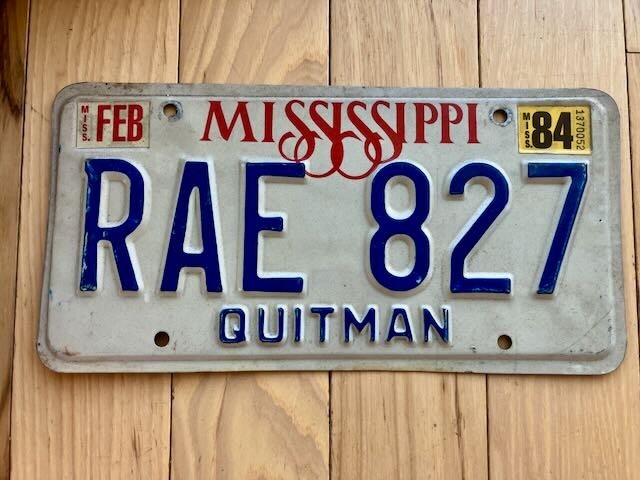 MISS. FEB MISSISSIPPI MISS. 84 1370052
RAE 827
QUITMAN